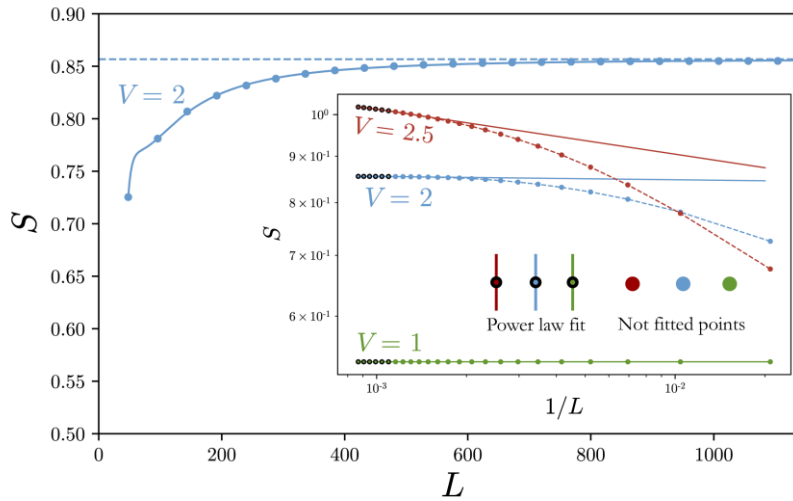 0.90
0.85
0.80
0.75
0.70
0.65
0.60
0.55
0.50
S
V = 2
0 200 400 600 800 1000
L
10⁰
9 × 10⁻¹
8 × 10⁻¹
7 × 10⁻¹
6 × 10⁻¹
S
V = 2.5
V = 2
V = 1
Power law fit Not fitted points
10⁻³ 10⁻²
1/L